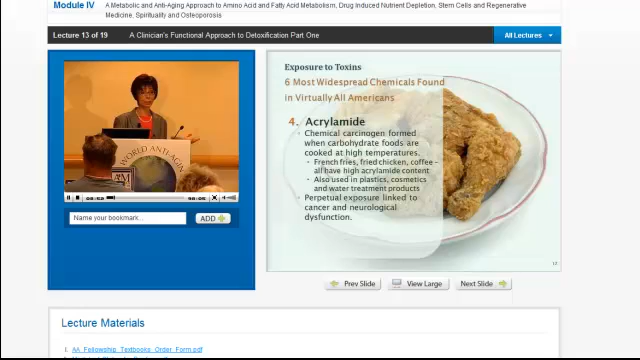 Module IV
A Metabolic and Anti-Aging Approach to Amino Acid and Fatty Acid Metabolism, Drug Induced Nutrient Depletion, Stem Cells and Regenerative
Medicine, Spirituality and Osteoporosis
Lecture 13 of 19 A Clinician's Functional Approach to Detoxification Part One
All Lectures
Exposure to Toxins
6 Most Widespread Chemicals Found
in Virtually All Americans
4. Acrylamide
• Chemical carcinogen formed
when carbohydrate foods are
cooked at high temperatures.
• French fries, fried chicken, coffee -
all have high acrylamide content
• Also used in plastics, cosmetics
and water treatment products
• Perpetual exposure linked to
cancer and neurological
dysfunction.
WORLD ANTI-AGING
Name your bookmark...
ADD
Prev Slide
View Large
Next Slide
Lecture Materials
1. AA_Fellowship_Textbooks_Order_Form.pdf